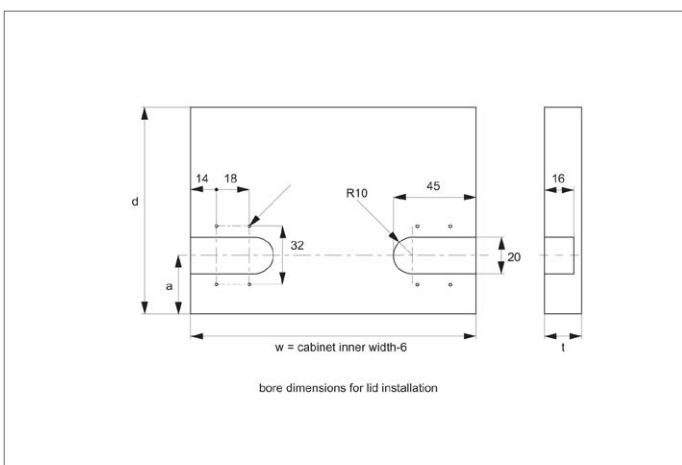 14
18
45
16
R10
d
32
20
a
w = cabinet inner width-6
t
bore dimensions for lid installation